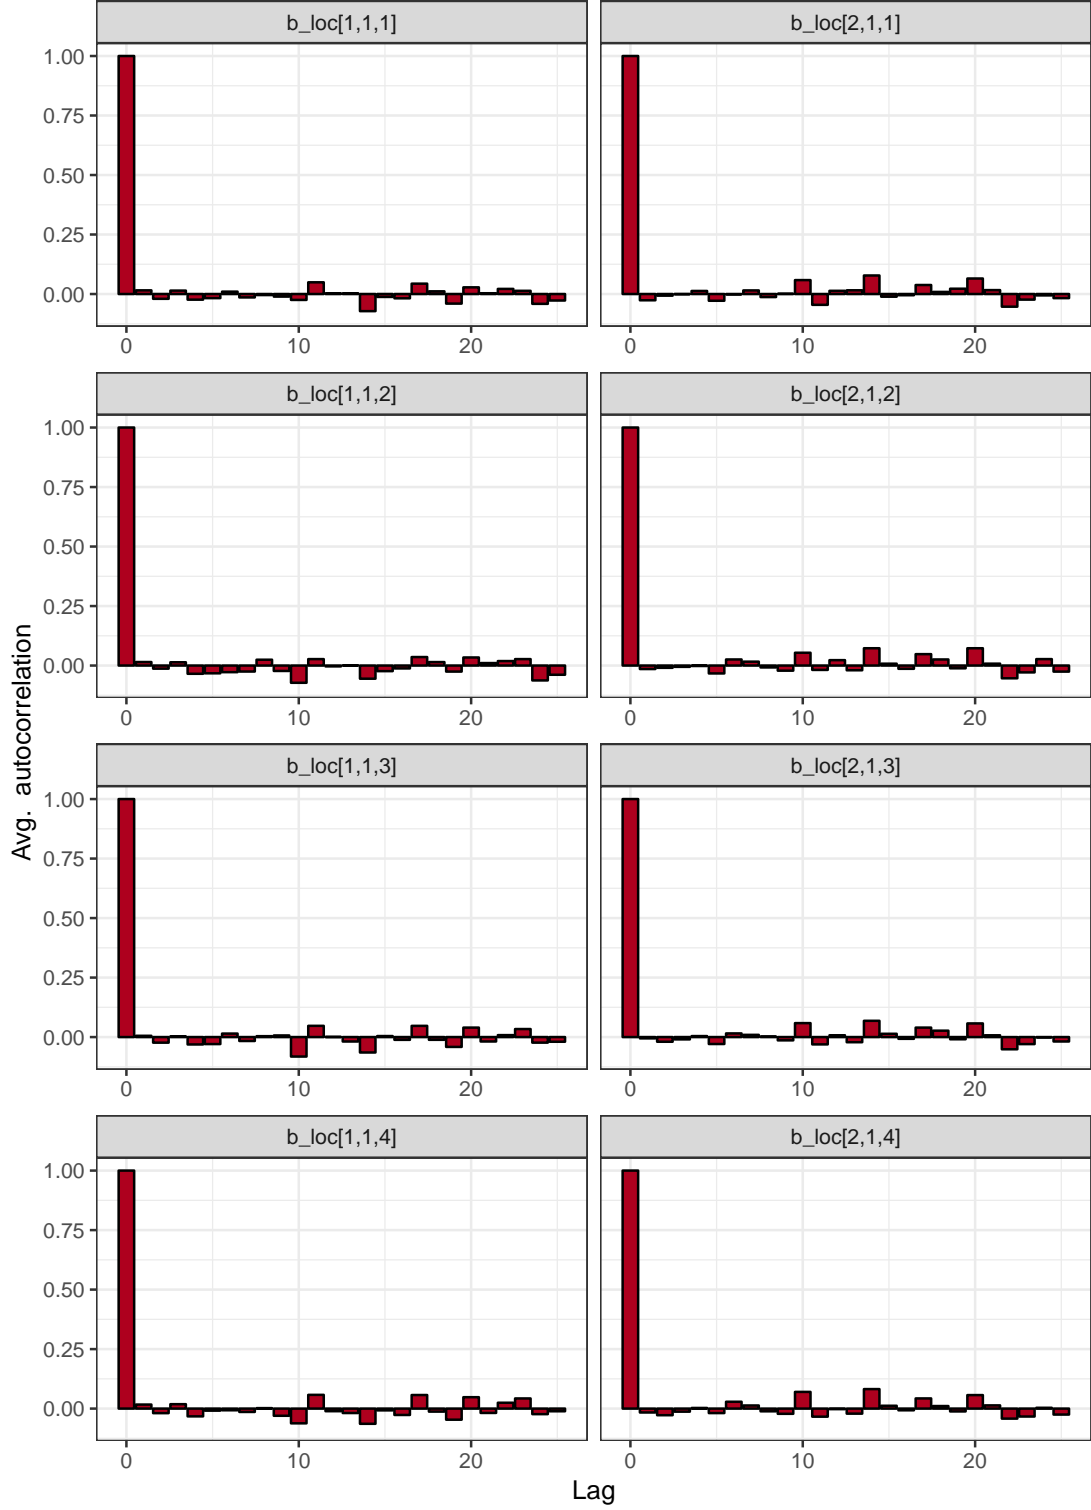 b_loc[1,1,1] b_loc[2,1,1]
1.00
0.75
0.50
0.25
0.00
0 10 20 0 10 20
b_loc[1,1,2] b_loc[2,1,2]
1.00
0.75
0.50
0.25
0.00
0 10 20 0 10 20
b_loc[1,1,3] b_loc[2,1,3]
1.00
0.75
0.50
0.25
0.00
0 10 20 0 10 20
b_loc[1,1,4] b_loc[2,1,4]
1.00
0.75
0.50
0.25
0.00
0 10 20 0 10 20
Avg. autocorrelation
Lag